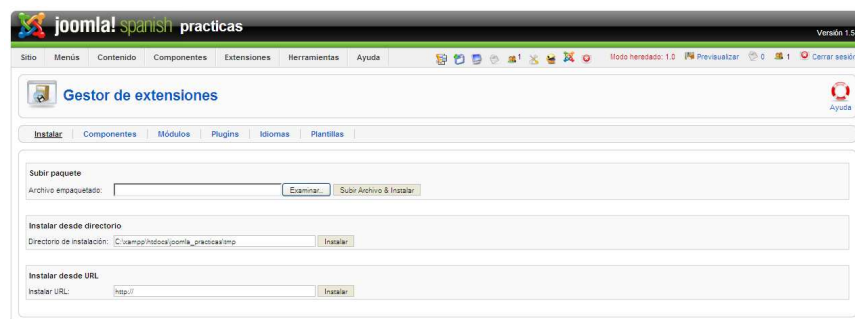 joomla! spanish practicas
Versión 1.5
Sitio Menús Contenido Componentes Extensiones Herramientas Ayuda 1 Modo heredado: 1.0 Previsualizar 0 1 Cerrar sesión
Gestor de extensiones
Ayuda
Instalar Componentes Módulos Plugins Idiomas Plantillas
Subir paquete
Archivo empaquetado: Examinar... Subir Archivo & Instalar
Instalar desde directorio
Directorio de instalación: C:\xampp\htdocs\joomla_practicas\tmp Instalar
Instalar desde URL
Instalar URL: http:// Instalar